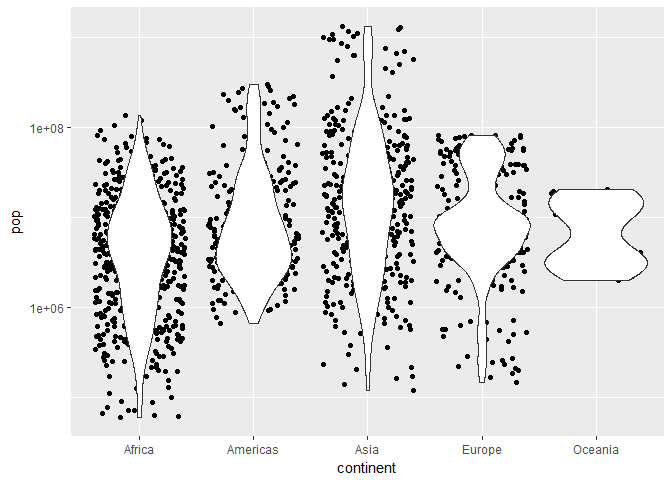 pop
1e+08
1e+06
Africa
Americas
Asia
Europe
Oceania
continent